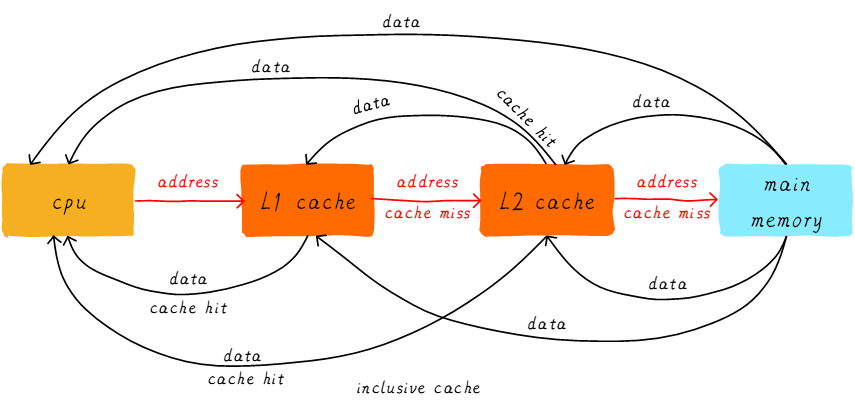 data
data
data
cache hit
data
cpu
address
L1 cache
address
cache miss
L2 cache
address
cache miss
main
memory
data
cache hit
data
data
data
cache hit
inclusive cache